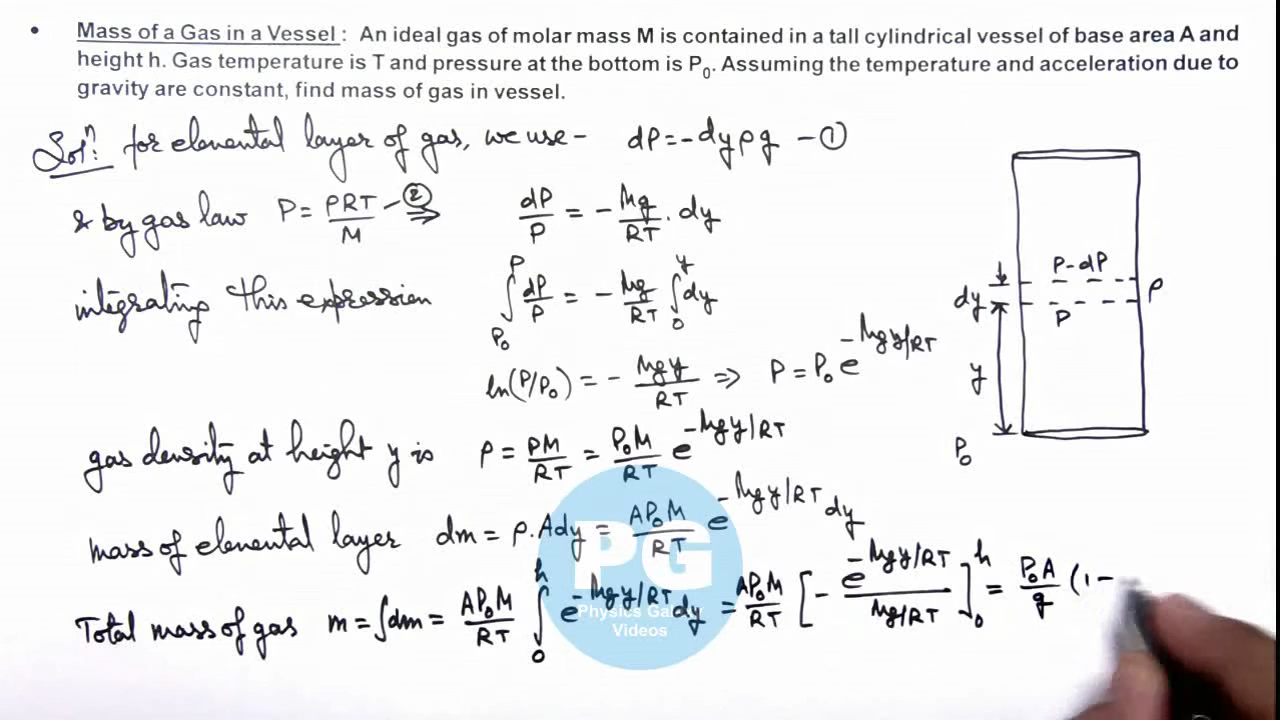 • Mass of a Gas in a Vessel : An ideal gas of molar mass M is contained in a tall cylindrical vessel of base area A and
height h. Gas temperature is T and pressure at the bottom is P₀. Assuming the temperature and acceleration due to
gravity are constant, find mass of gas in vessel.
Solⁿ: for elemental layer of gas, we use – dP = -dyρg – ①
& by gas law P = ρRT/M – ② ⇒ dP/P = - Mg/RT . dy
integrating this expression ∫_{P₀}^{P} dP/P = - Mg/RT ∫_{0}^{y} dy
ln(P/P₀) = - Mgy/RT ⇒ P = P₀ e^{-Mgy/RT}
gas density at height y is ρ = PM/RT = P₀M/RT e^{-Mgy/RT}
mass of elemental layer dm = ρ.Ady = AP₀M/RT e^{-Mgy/RT} dy
Total mass of gas m = ∫dm = AP₀M/RT ∫_{0}^{h} e^{-Mgy/RT} dy = AP₀M/RT [ - e^{-Mgy/RT} / Mg/RT ]_{0}^{h} = P₀A/g (1 –
P-dP
dy
P
ρ
y
P₀
PG
Physics Galaxy
Videos